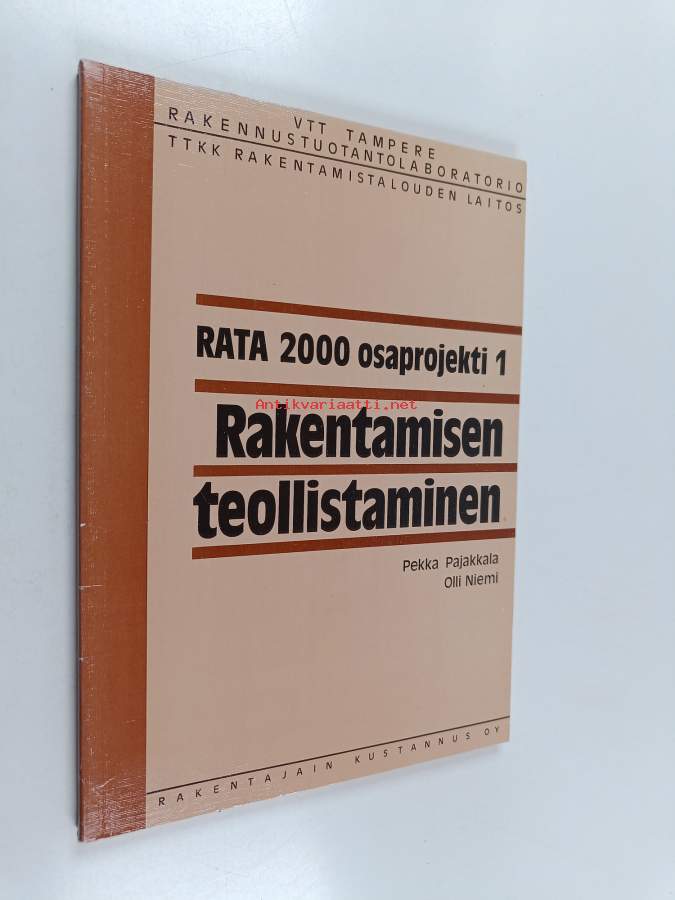 VTT TAMPERE
RAKENNUSTUOTANTOLABORATORIO
TTKK RAKENTAMISTALOUDEN LAITOS
RATA 2000 osaprojekti 1
Antikvariaatti.net
Rakentamisen
teollistaminen
Pekka Pajakkala
Olli Niemi
RAKENTAJAIN KUSTANNUS OY